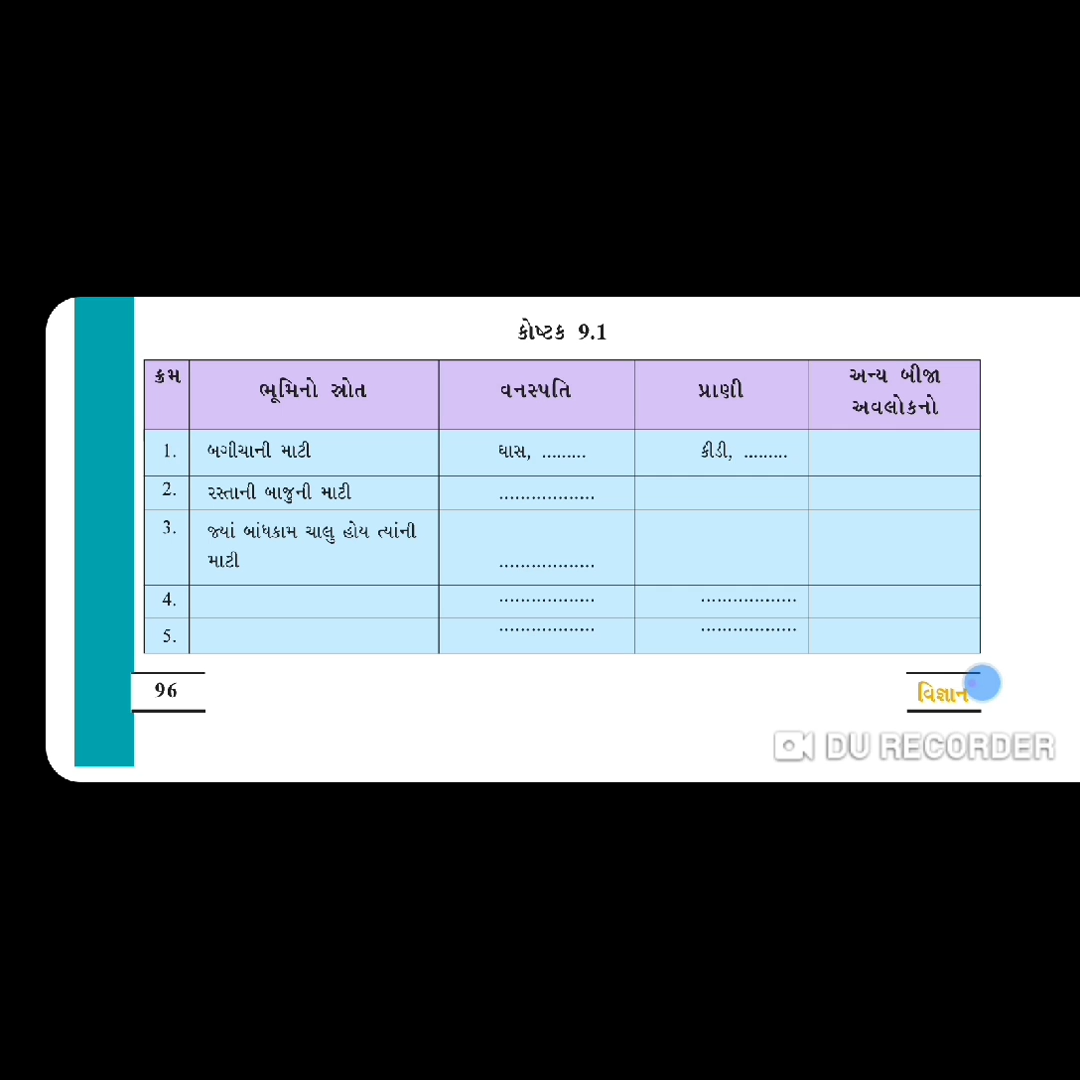 કોષ્ટક 9.1
ક્રમ ભૂમિનો સ્રોત વનસ્પતિ પ્રાણી અન્ય બીજા
અવલોકનો
1. બગીચાની માટી ઘાસ, ......... કીડી, .........
2. રસ્તાની બાજુની માટી ..................
3. જ્યાં બાંધકામ ચાલુ હોય ત્યાંની
માટી ..................
4. .................. ..................
5. .................. ..................
96 વિજ્ઞાન
DU RECORDER